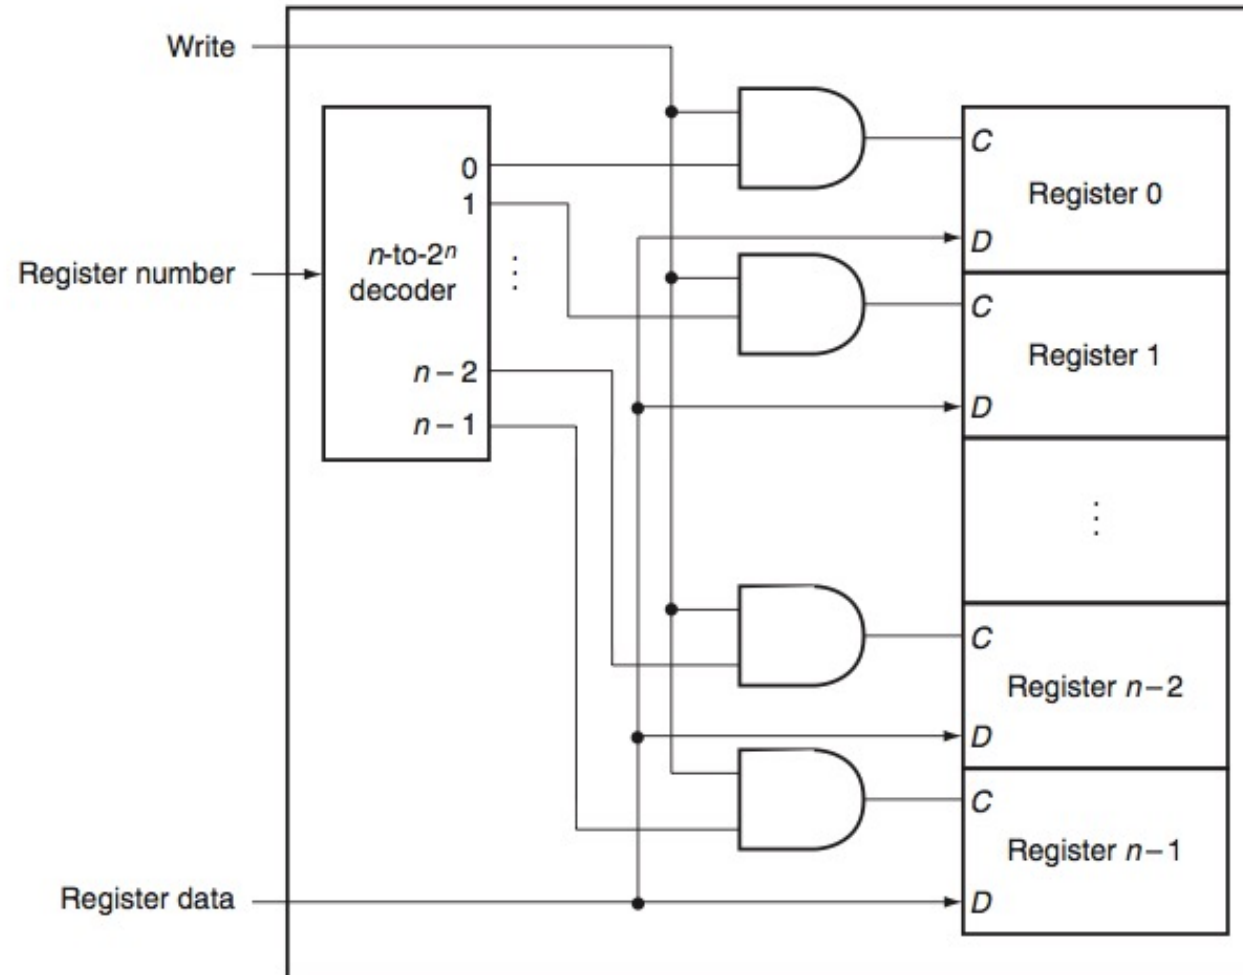 Write
C
0
Register 0
1
D
n-to-2ⁿ
Register number
⋮
decoder
C
Register 1
n – 2
D
n – 1
⋮
C
Register n – 2
D
C
Register n – 1
Register data
D